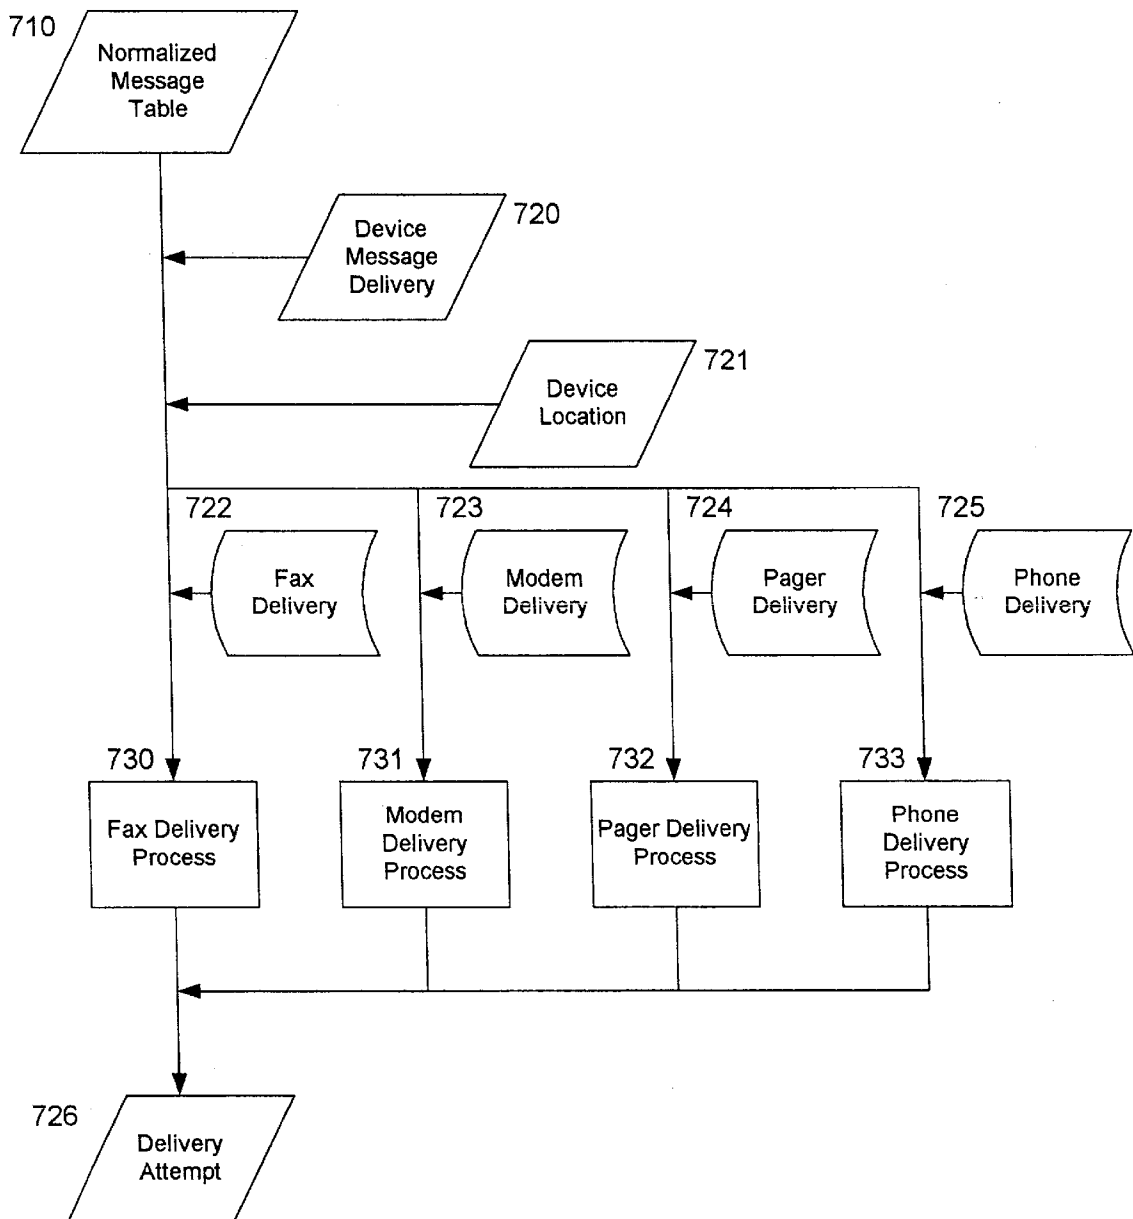 710
Normalized
Message
Table
720
Device
Message
Delivery
721
Device
Location
722
Fax
Delivery
723
Modem
Delivery
724
Pager
Delivery
725
Phone
Delivery
730
Fax Delivery
Process
731
Modem
Delivery
Process
732
Pager Delivery
Process
733
Phone
Delivery
Process
726
Delivery
Attempt